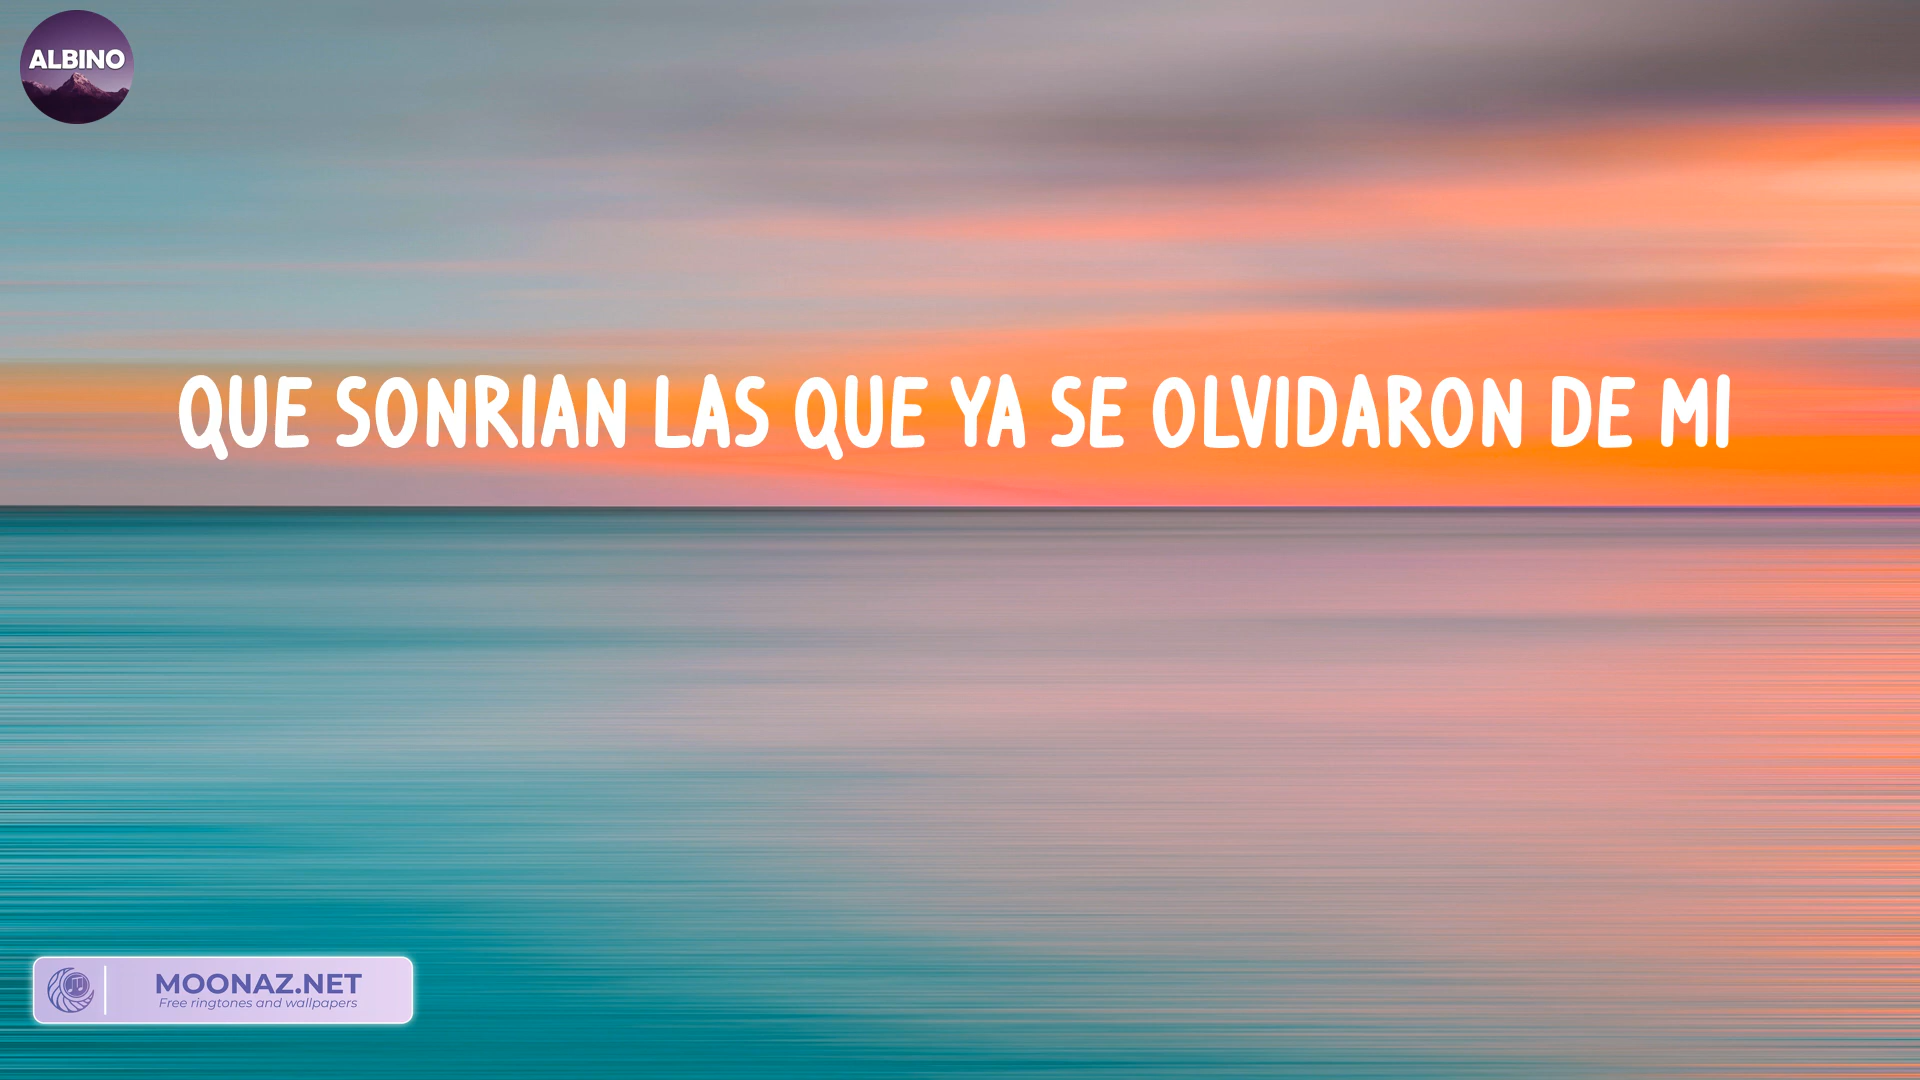 ALBINO
QUE SONRIAN LAS QUE YA SE OLVIDARON DE MI
MOONAZ.NET
Free ringtones and wallpapers